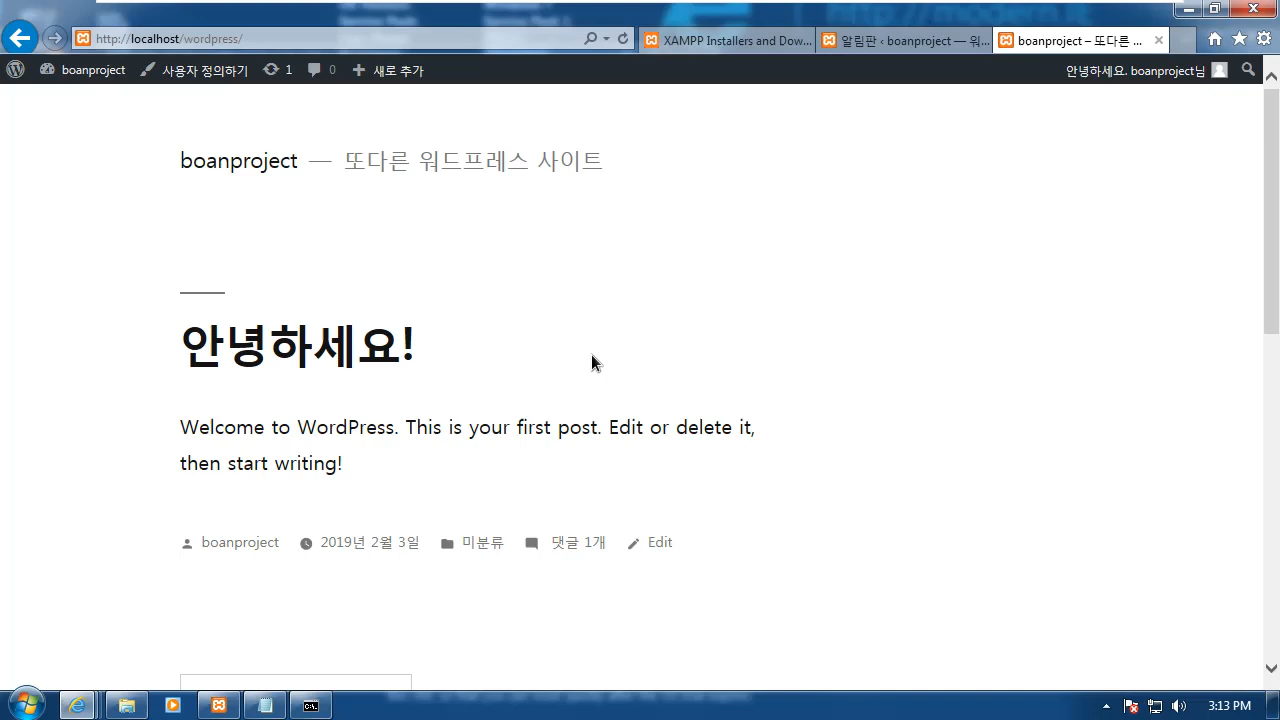 http://localhost/wordpress/
XAMPP Installers and Dow...
알림판 ‹ boanproject — 워...
boanproject – 또다른 ...
boanproject
사용자 정의하기
1
0
새로 추가
안녕하세요. boanproject님
boanproject — 또다른 워드프레스 사이트
안녕하세요!
Welcome to WordPress. This is your first post. Edit or delete it,
then start writing!
boanproject
2019년 2월 3일
미분류
댓글 1개
Edit
3:13 PM